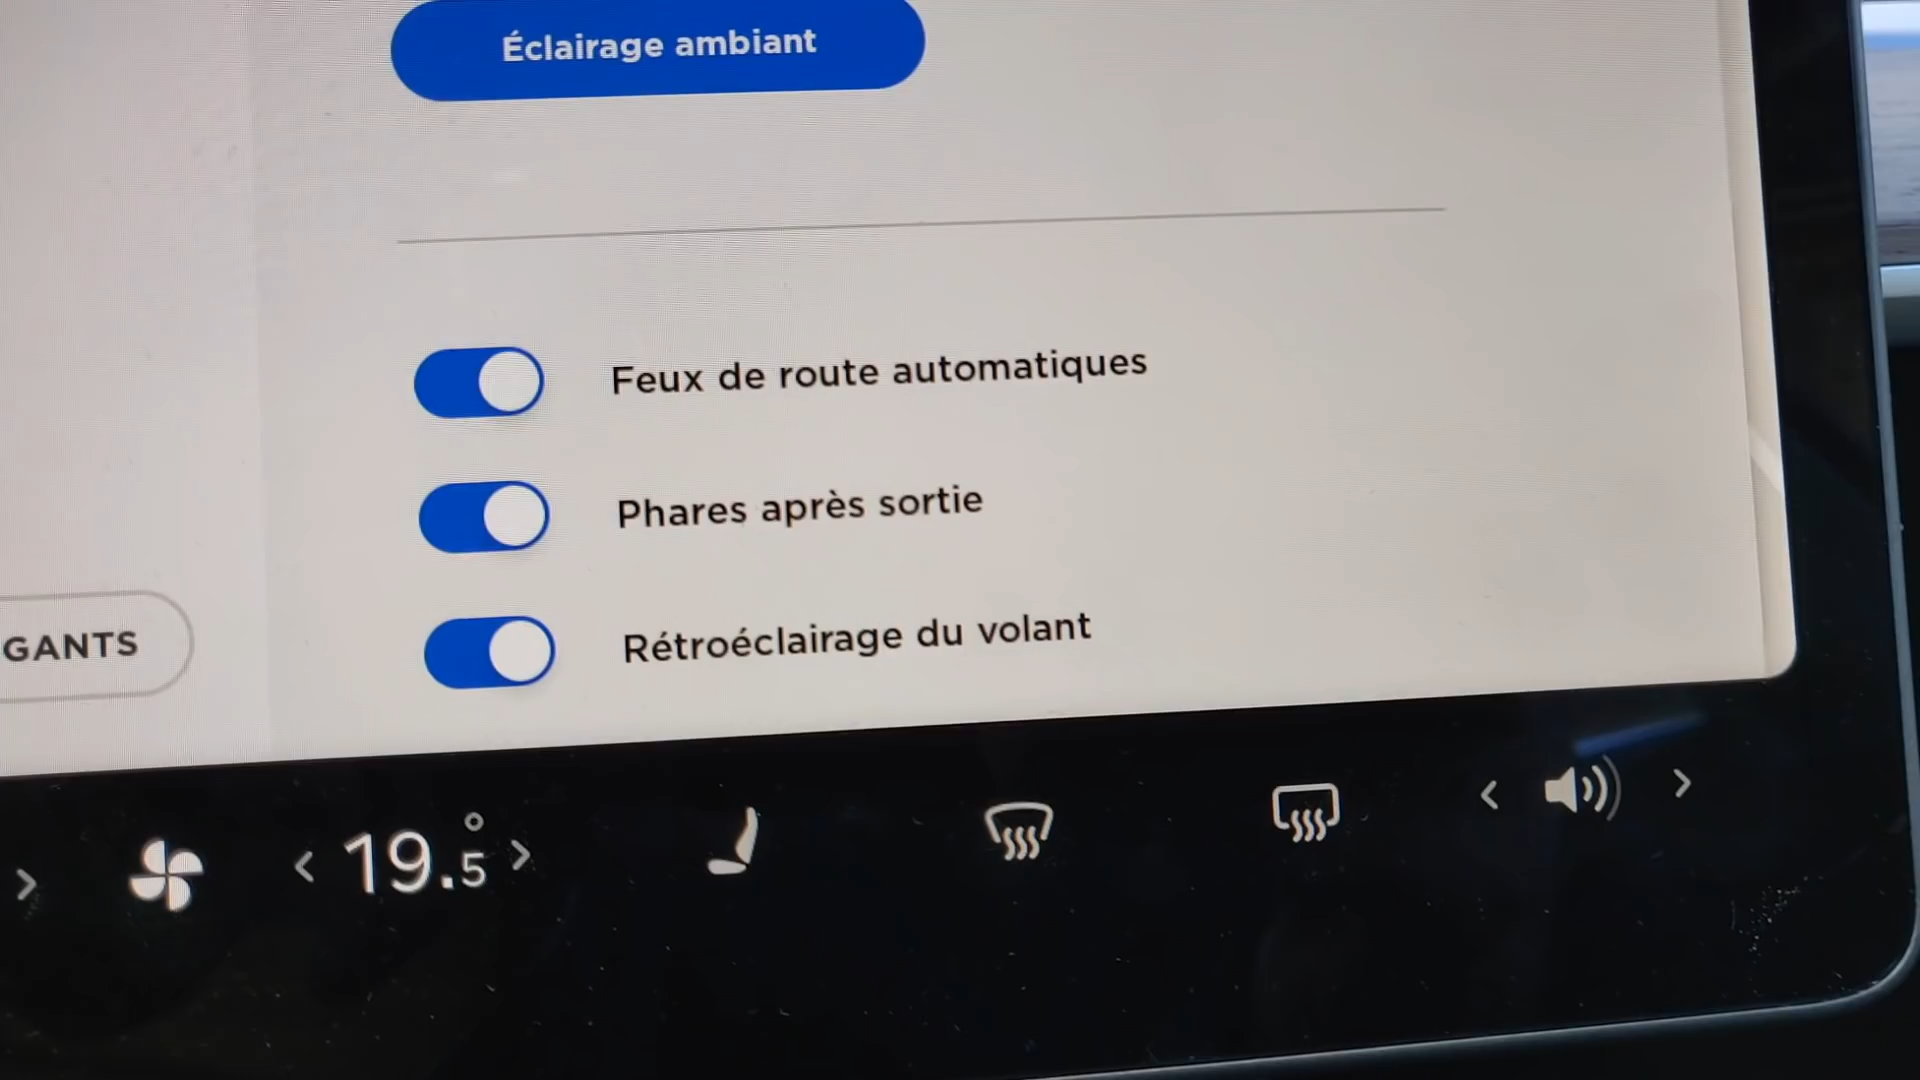 Éclairage ambiant
Feux de route automatiques
Phares après sortie
Rétroéclairage du volant
GANTS
19.5°